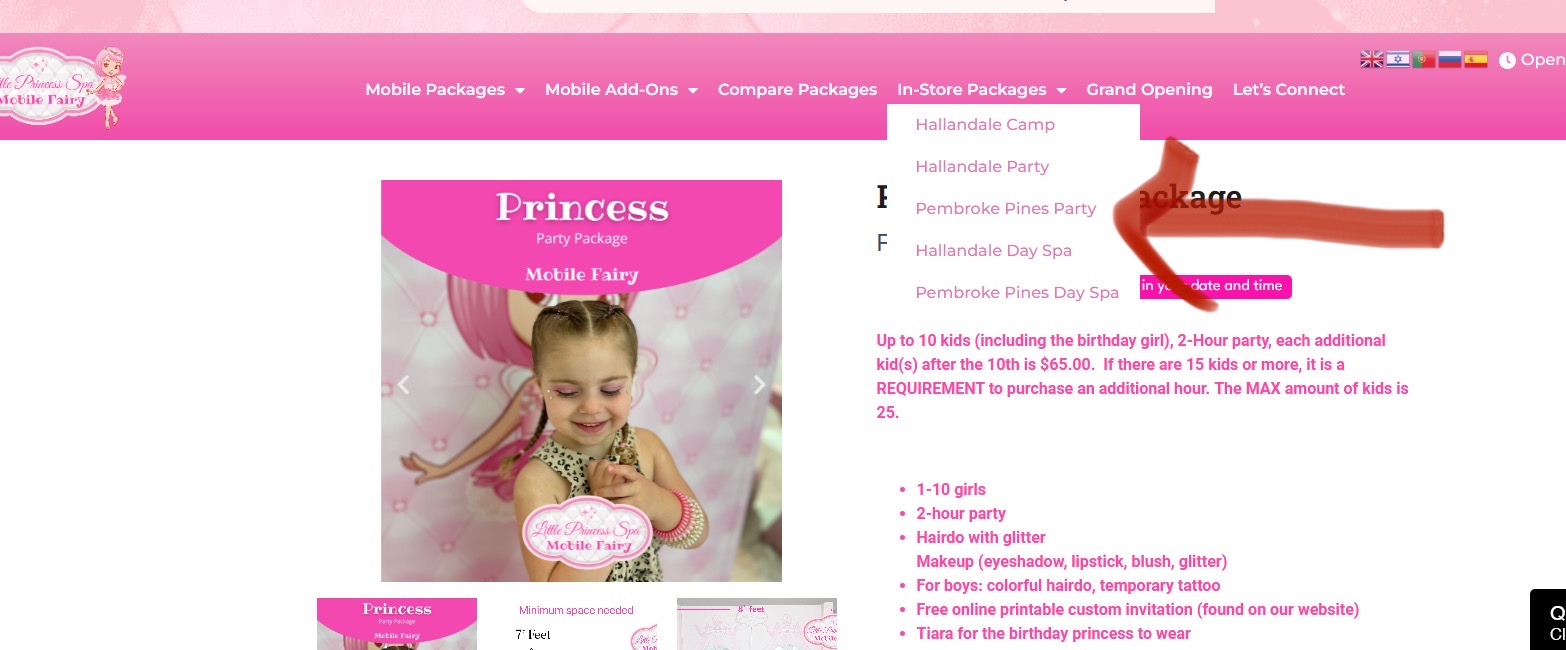 Open
Little Princess Spa
Mobile Fairy
Mobile Packages
Mobile Add-Ons
Compare Packages
In-Store Packages
Grand Opening
Let's Connect
Hallandale Camp
Hallandale Party
Pembroke Pines Party
Hallandale Day Spa
Pembroke Pines Day Spa
Package
in your date and time
Princess
Party Package
Mobile Fairy
Little Princess Spa
Mobile Fairy
Up to 10 kids (including the birthday girl), 2-Hour party, each additional
kid(s) after the 10th is $65.00. If there are 15 kids or more, it is a
REQUIREMENT to purchase an additional hour. The MAX amount of kids is
25.
1-10 girls
2-hour party
Hairdo with glitter
Makeup (eyeshadow, lipstick, blush, glitter)
For boys: colorful hairdo, temporary tattoo
Free online printable custom invitation (found on our website)
Tiara for the birthday princess to wear
Princess
Party Package
Mobile Fairy
Minimum space needed
7' Feet
8' feet